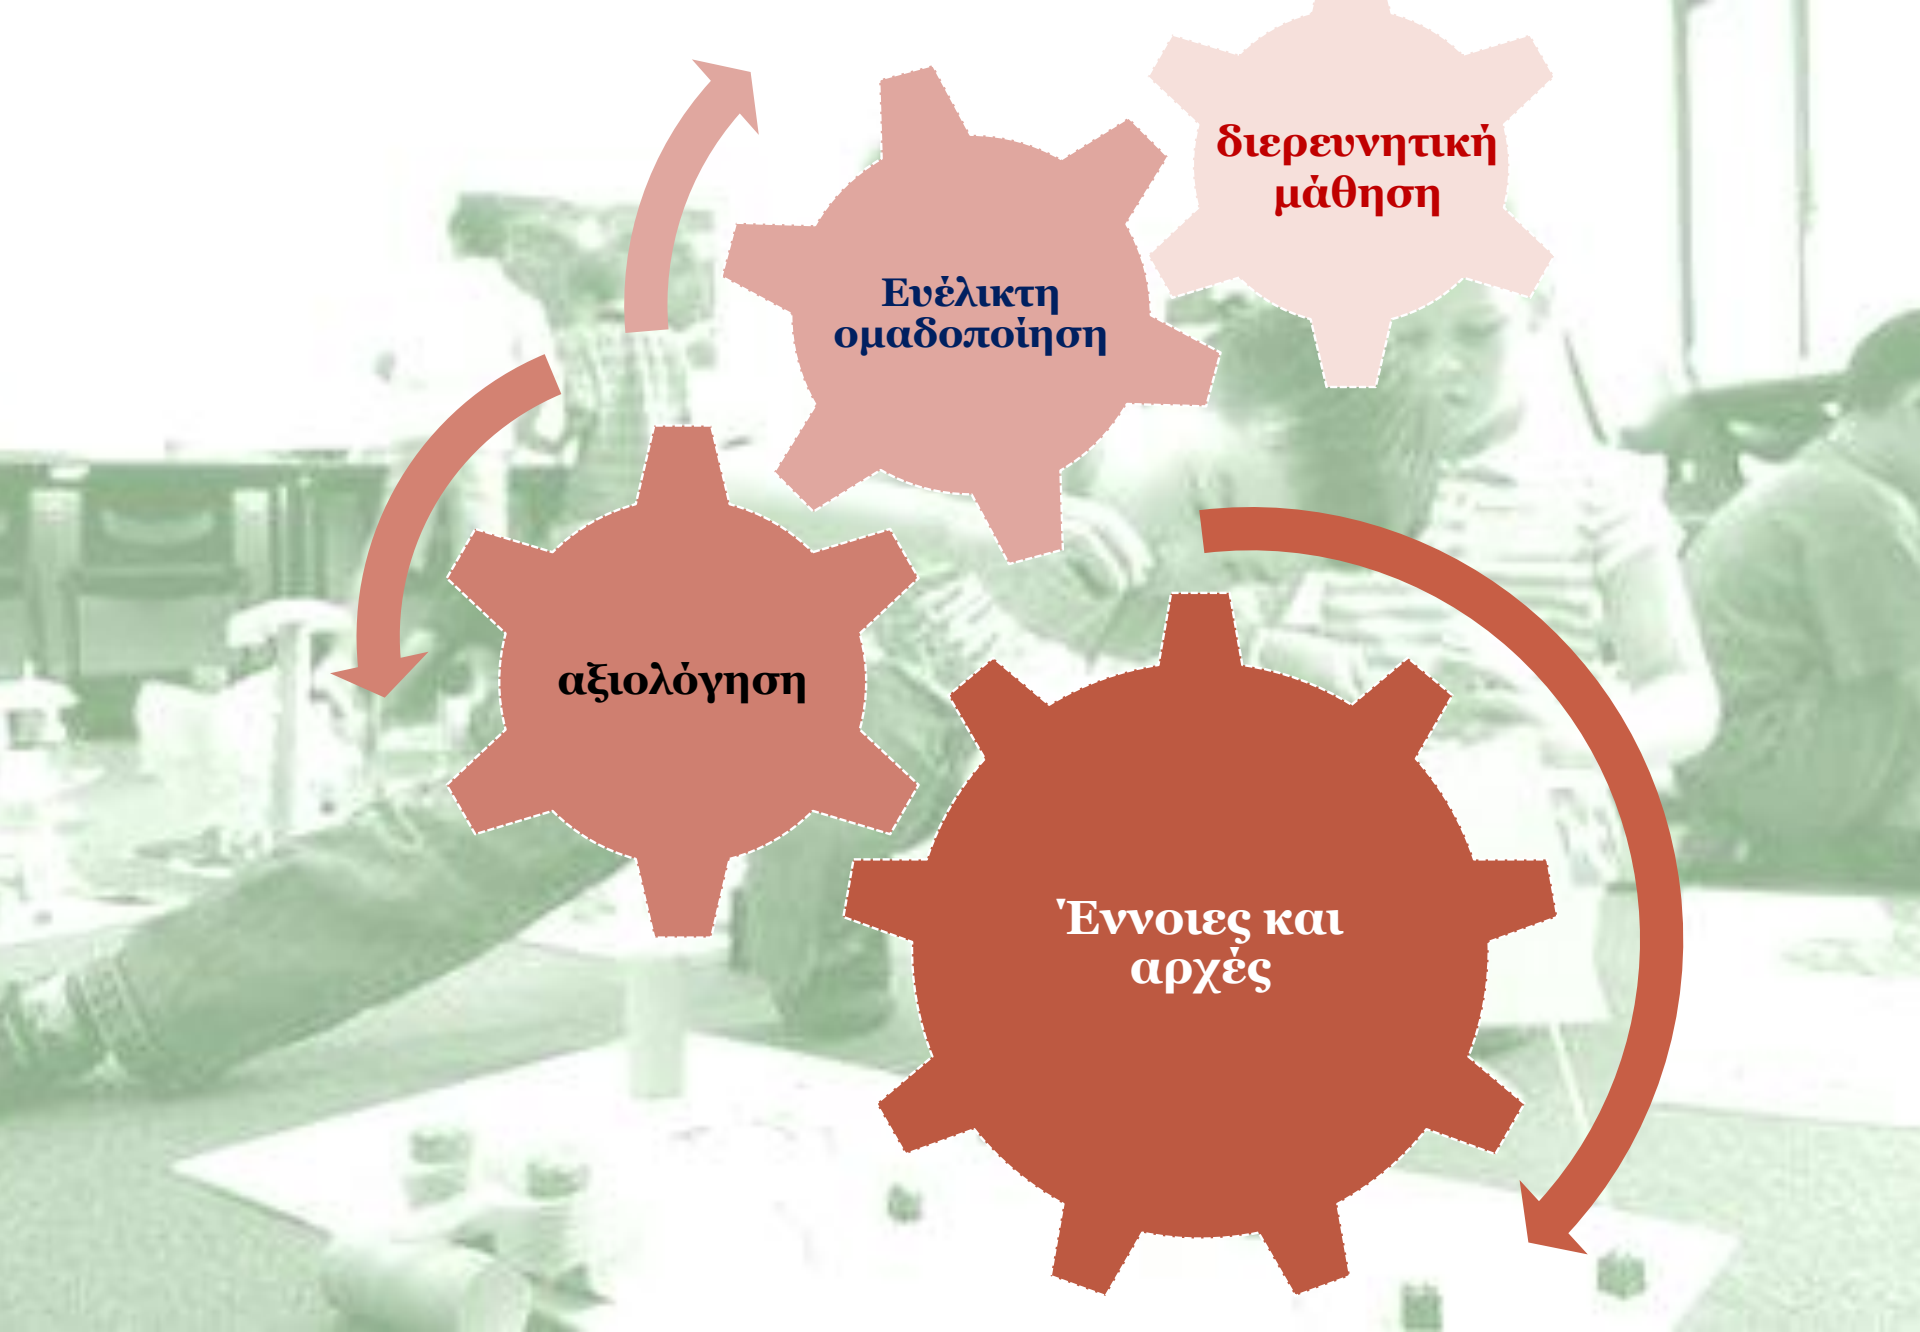 διερευνητική
μάθηση
Ευέλικτη
ομαδοποίηση
αξιολόγηση
Έννοιες και
αρχές